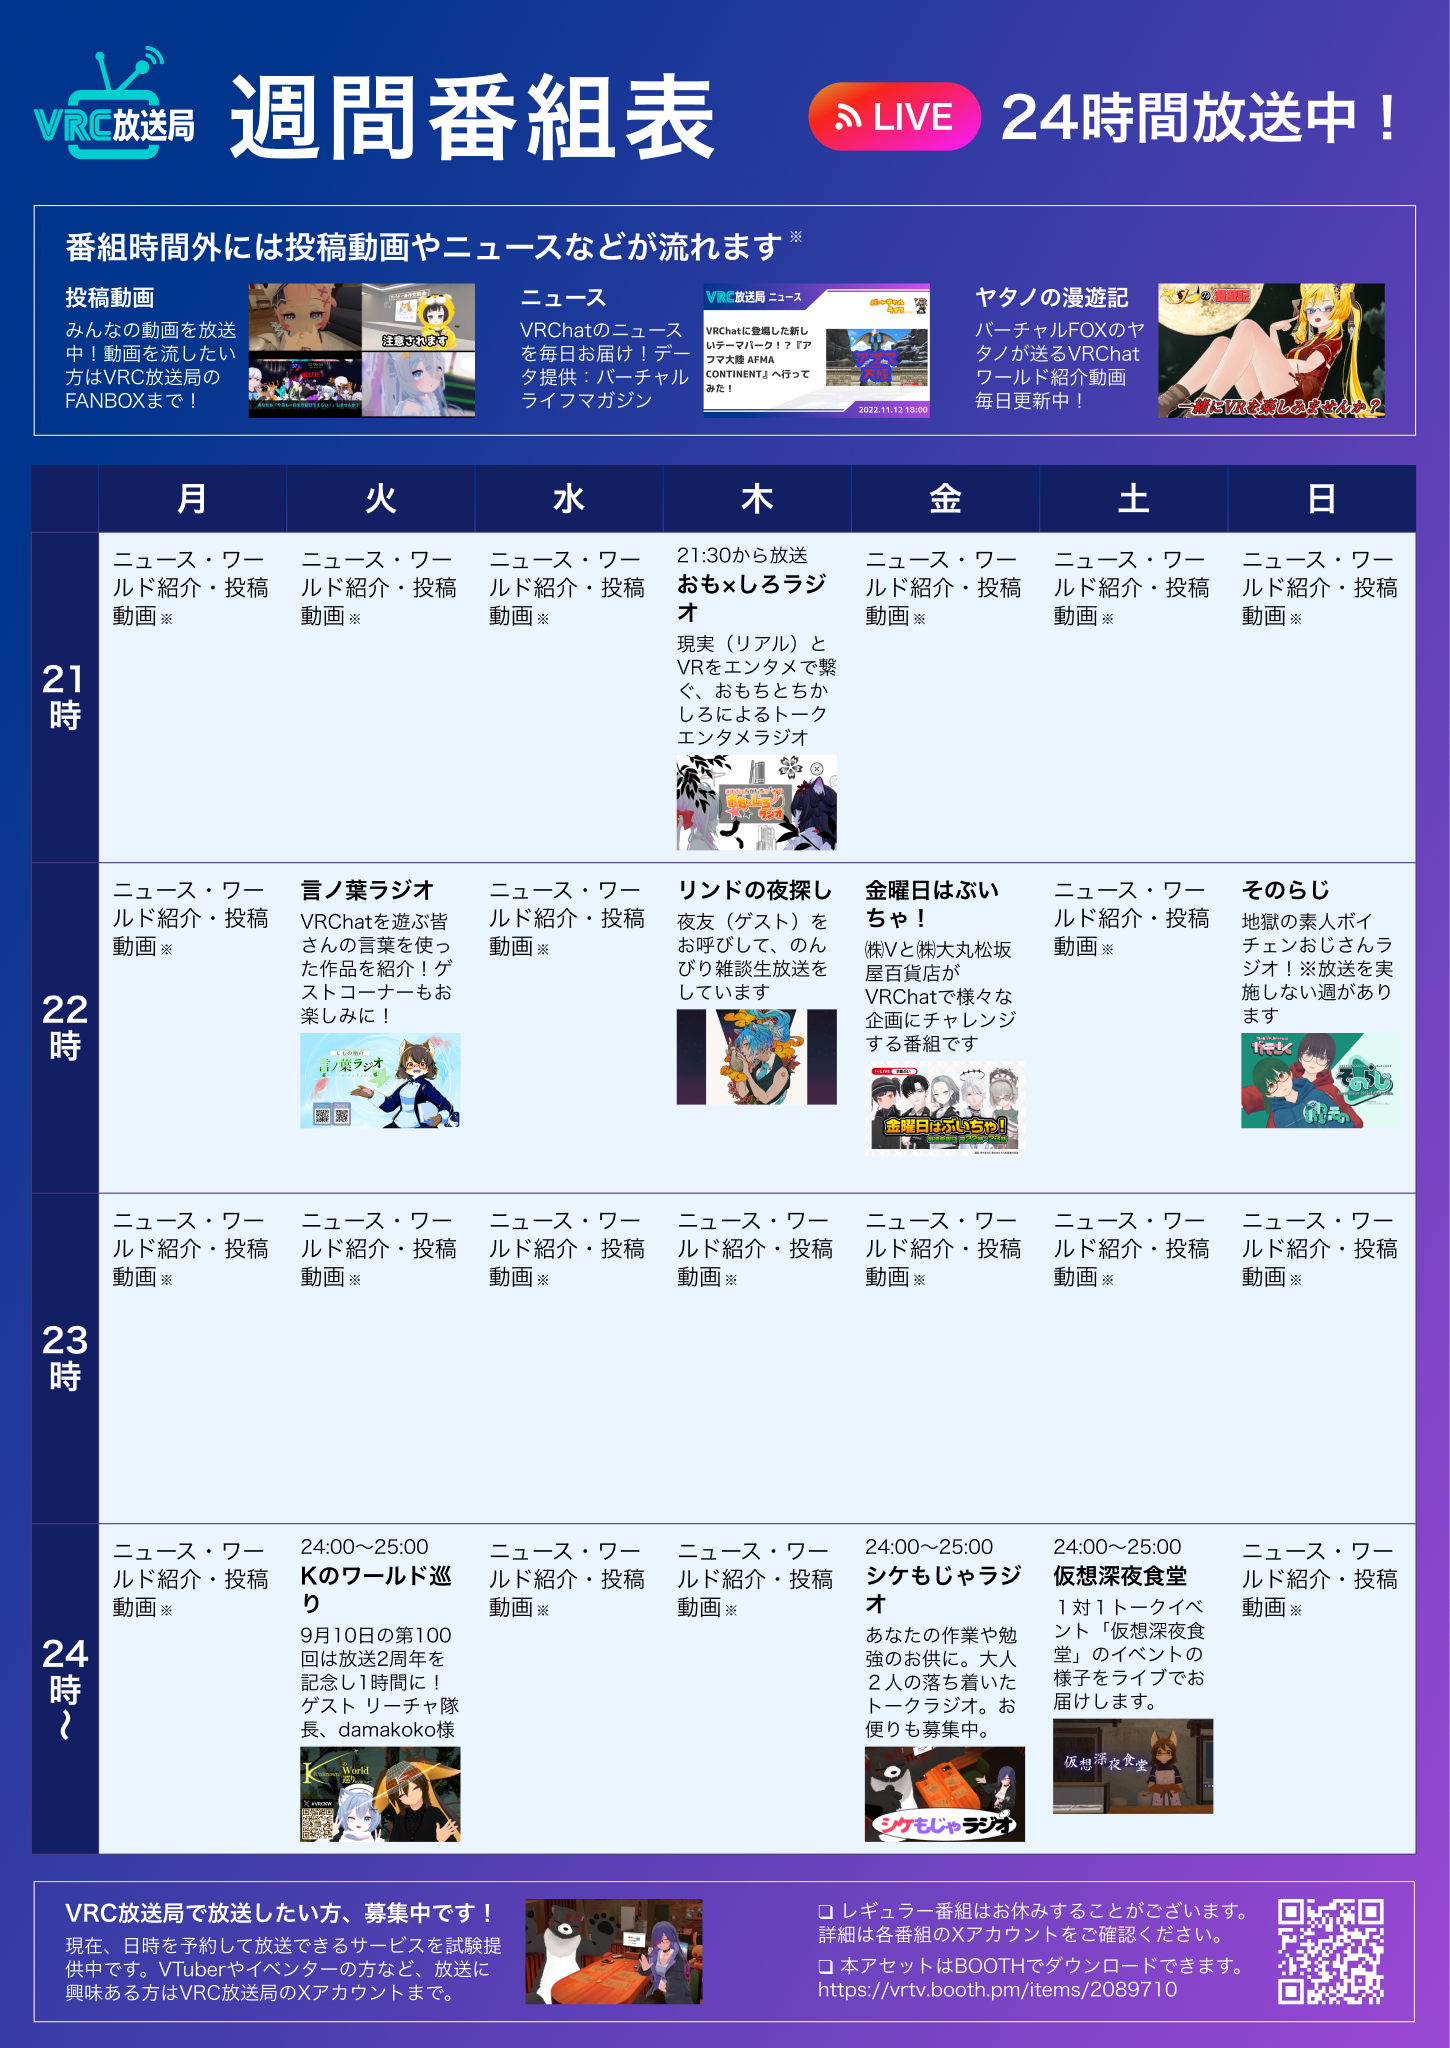 VRC放送局
週間番組表
LIVE
24時間放送中！
番組時間外には投稿動画やニュースなどが流れます※
投稿動画
みんなの動画を放送
中！動画を流したい
方はVRC放送局の
FANBOXまで！
注意されます
ニュース
VRChatのニュース
を毎日お届け！デー
タ提供：バーチャル
ライフマガジン
VRC放送局 ニュース
VRChatに登場した新し
いテーマパーク！？『ア
フマ大陸 AFMA
CONTINENT』へ行って
みた！
2022.11.12 18:00
ヤタノの漫遊記
バーチャルFOXのヤ
タノが送るVRChat
ワールド紹介動画
毎日更新中！
一緒にVRを楽しみませんか？
月
火
水
木
金
土
日
21
時
ニュース・ワー
ルド紹介・投稿
動画※
ニュース・ワー
ルド紹介・投稿
動画※
ニュース・ワー
ルド紹介・投稿
動画※
21:30から放送
おも×しろラジ
オ
現実（リアル）と
VRをエンタメで繋
ぐ、おもちとちか
しろによるトーク
エンタメラジオ
ニュース・ワー
ルド紹介・投稿
動画※
ニュース・ワー
ルド紹介・投稿
動画※
ニュース・ワー
ルド紹介・投稿
動画※
22
時
ニュース・ワー
ルド紹介・投稿
動画※
言ノ葉ラジオ
VRChatを遊ぶ皆
さんの言葉を使っ
た作品を紹介！ゲ
ストコーナーもお
楽しみに！
言ノ葉ラジオ
ニュース・ワー
ルド紹介・投稿
動画※
リンドの夜探し
夜友（ゲスト）を
お呼びして、のん
びり雑談生放送を
しています
金曜日はぶい
ちゃ！
㈱Vと㈱大丸松坂
屋百貨店が
VRChatで様々な
企画にチャレンジ
する番組です
金曜日はぶいちゃ！
ニュース・ワー
ルド紹介・投稿
動画※
そのらじ
地獄の素人ボイ
チェンおじさんラ
ジオ！※放送を実
施しない週があり
ます
そのらじ
23
時
ニュース・ワー
ルド紹介・投稿
動画※
ニュース・ワー
ルド紹介・投稿
動画※
ニュース・ワー
ルド紹介・投稿
動画※
ニュース・ワー
ルド紹介・投稿
動画※
ニュース・ワー
ルド紹介・投稿
動画※
ニュース・ワー
ルド紹介・投稿
動画※
ニュース・ワー
ルド紹介・投稿
動画※
24
時
〜
ニュース・ワー
ルド紹介・投稿
動画※
24:00〜25:00
Kのワールド巡
り
9月10日の第100
回は放送2周年を
記念し1時間に！
ゲスト リーチャ隊
長、damakoko様
World
巡り
#VRCKW
ニュース・ワー
ルド紹介・投稿
動画※
ニュース・ワー
ルド紹介・投稿
動画※
24:00〜25:00
シケもじゃラジ
オ
あなたの作業や勉
強のお供に。大人
２人の落ち着いた
トークラジオ。お
便りも募集中。
シケもじゃラジオ
24:00〜25:00
仮想深夜食堂
１対１トークイベ
ント「仮想深夜食
堂」のイベントの
様子をライブでお
届けします。
仮想深夜食堂
ニュース・ワー
ルド紹介・投稿
動画※
VRC放送局で放送したい方、募集中です！
現在、日時を予約して放送できるサービスを試験提
供中です。VTuberやイベンターの方など、放送に
興味ある方はVRC放送局のXアカウントまで。
❏ レギュラー番組はお休みすることがございます。
詳細は各番組のXアカウントをご確認ください。
❏ 本アセットはBOOTHでダウンロードできます。
https://vrtv.booth.pm/items/2089710